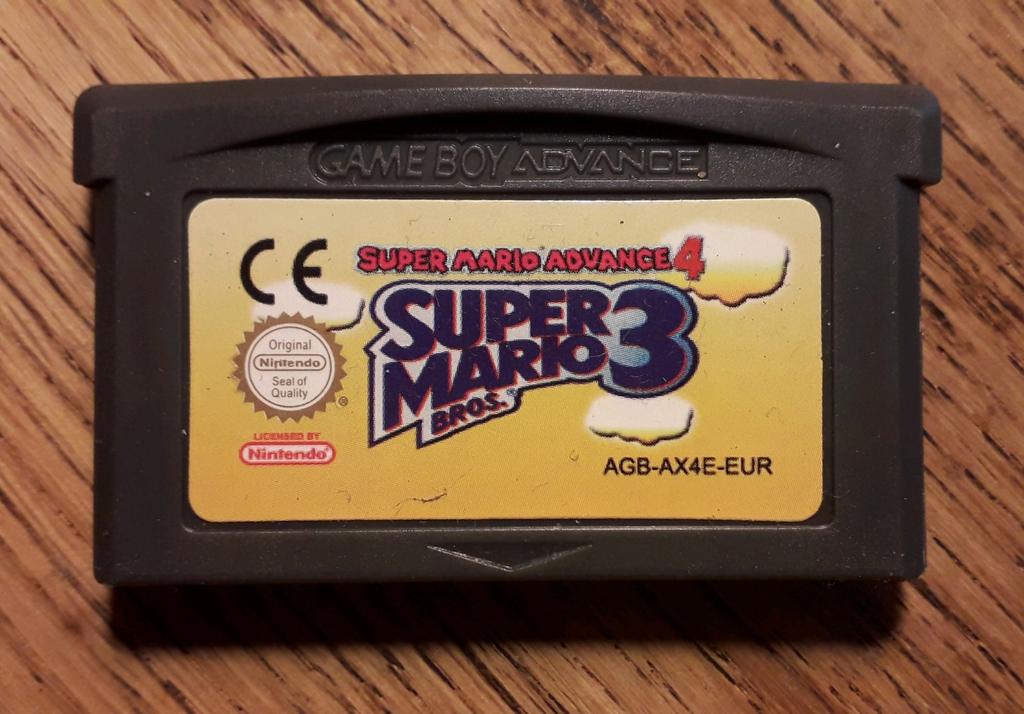 GAME BOY ADVANCE
CE
SUPER MARIO ADVANCE 4
SUPER
MARIO 3
BROS.
Original
Nintendo
Seal of
Quality
®
LICENSED BY
Nintendo®
AGB-AX4E-EUR